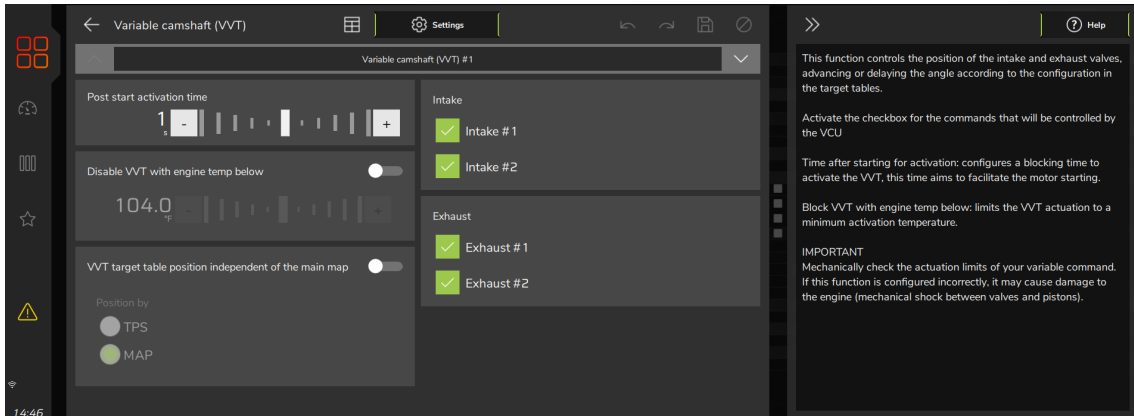 Variable camshaft (VVT)
Settings
Help
Variable camshaft (VVT) #1
Post start activation time
1
s
-
+
Disable VVT with engine temp below
104.0
°F
-
+
VVT target table position independent of the main map
Position by
TPS
MAP
Intake
Intake #1
Intake #2
Exhaust
Exhaust #1
Exhaust #2
This function controls the position of the intake and exhaust valves,
advancing or delaying the angle according to the configuration in
the target tables.
Activate the checkbox for the commands that will be controlled by
the VCU
Time after starting for activation: configures a blocking time to
activate the VVT, this time aims to facilitate the motor starting.
Block VVT with engine temp below: limits the VVT actuation to a
minimum activation temperature.
IMPORTANT
Mechanically check the actuation limits of your variable command.
If this function is configured incorrectly, it may cause damage to
the engine (mechanical shock between valves and pistons).
14:46